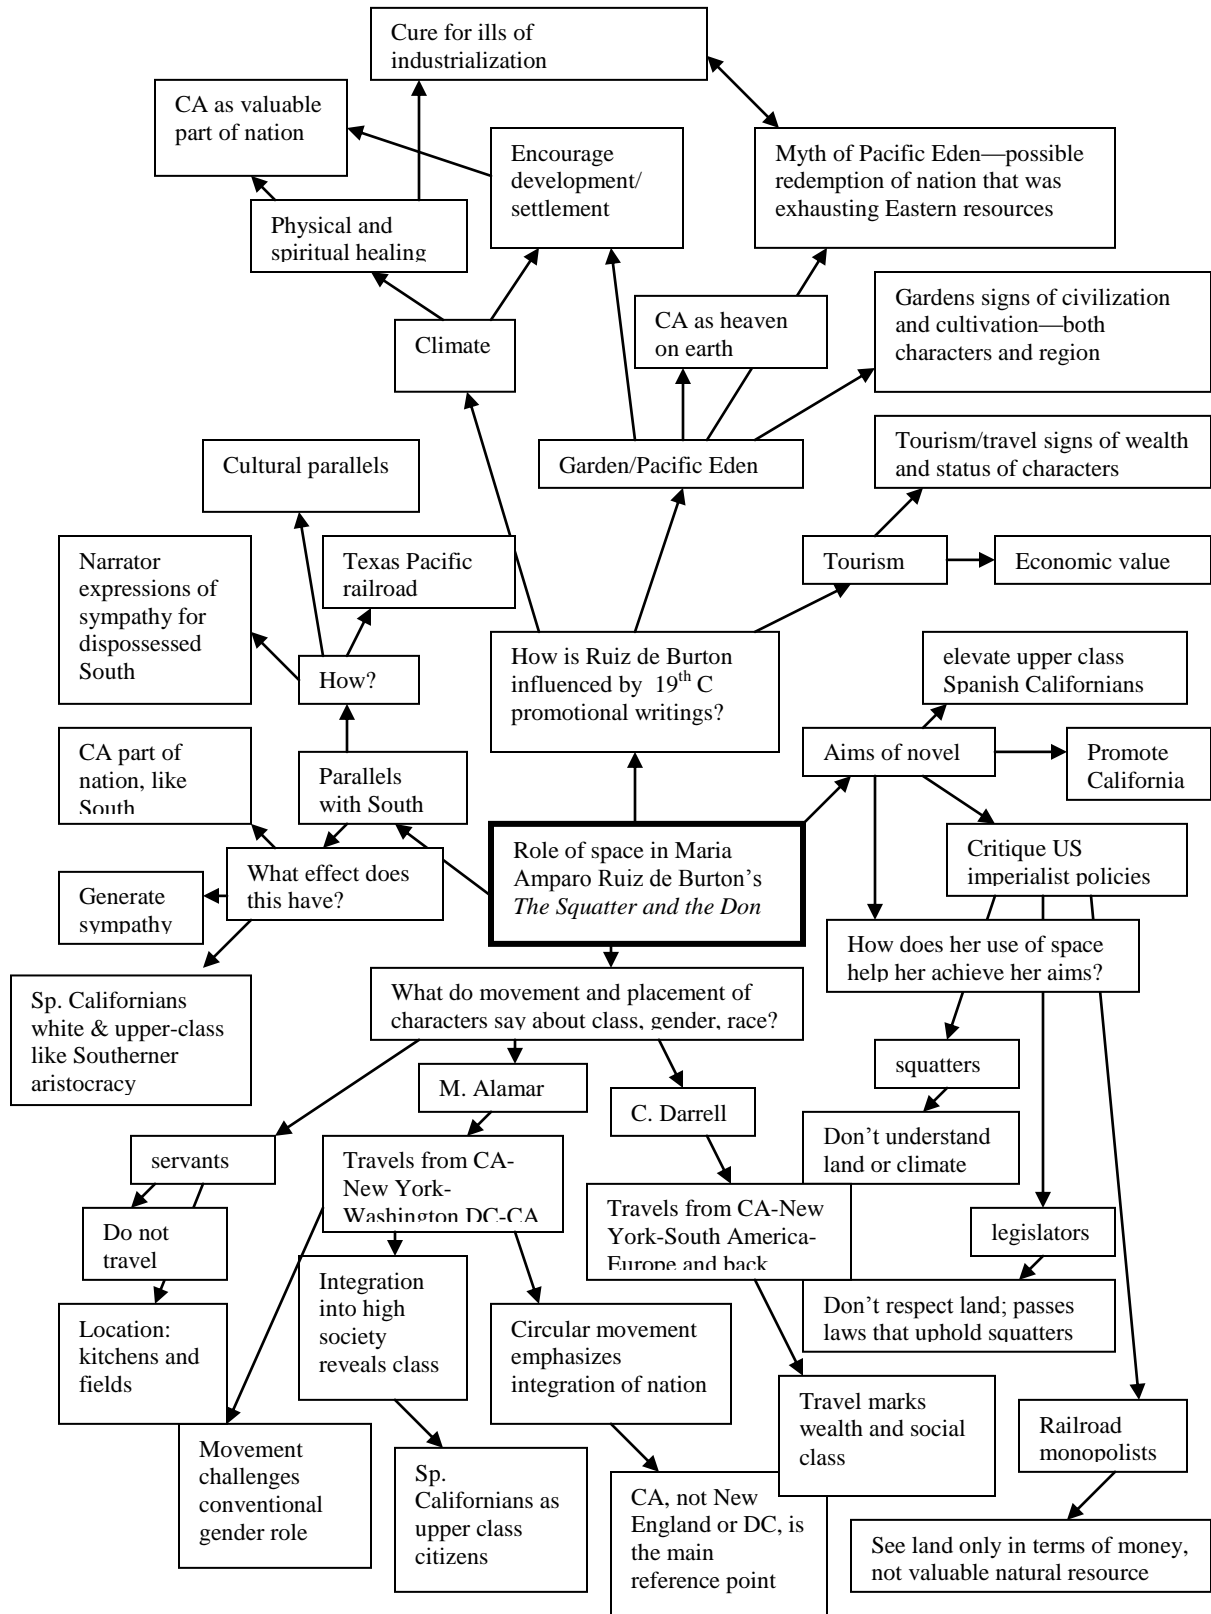 Cure for ills of
industrialization
CA as valuable
part of nation
Encourage
development/
settlement
Myth of Pacific Eden—possible
redemption of nation that was
exhausting Eastern resources
Physical and
spiritual healing
Gardens signs of civilization
and cultivation—both
characters and region
CA as heaven
on earth
Climate
Tourism/travel signs of wealth
and status of characters
Cultural parallels
Garden/Pacific Eden
Narrator
expressions of
sympathy for
dispossessed
South
Texas Pacific
railroad
Tourism
Economic value
How is Ruiz de Burton
influenced by 19th C
promotional writings?
elevate upper class
Spanish Californians
How?
CA part of
nation, like
South
Parallels
with South
Aims of novel
Promote
California
Role of space in Maria
Amparo Ruiz de Burton’s
The Squatter and the Don
Critique US
imperialist policies
What effect does
this have?
Generate
sympathy
How does her use of space
help her achieve her aims?
Sp. Californians
white & upper-class
like Southerner
aristocracy
What do movement and placement of
characters say about class, gender, race?
squatters
M. Alamar
C. Darrell
Don’t understand
land or climate
servants
Travels from CA-
New York-
Washington DC-CA
Travels from CA-New
York-South America-
Europe and back
Do not
travel
legislators
Integration
into high
society
reveals class
Don’t respect land; passes
laws that uphold squatters
Location:
kitchens and
fields
Circular movement
emphasizes
integration of nation
Travel marks
wealth and social
class
Railroad
monopolists
Movement
challenges
conventional
gender role
Sp.
Californians as
upper class
citizens
CA, not New
England or DC, is
the main
reference point
See land only in terms of money,
not valuable natural resource